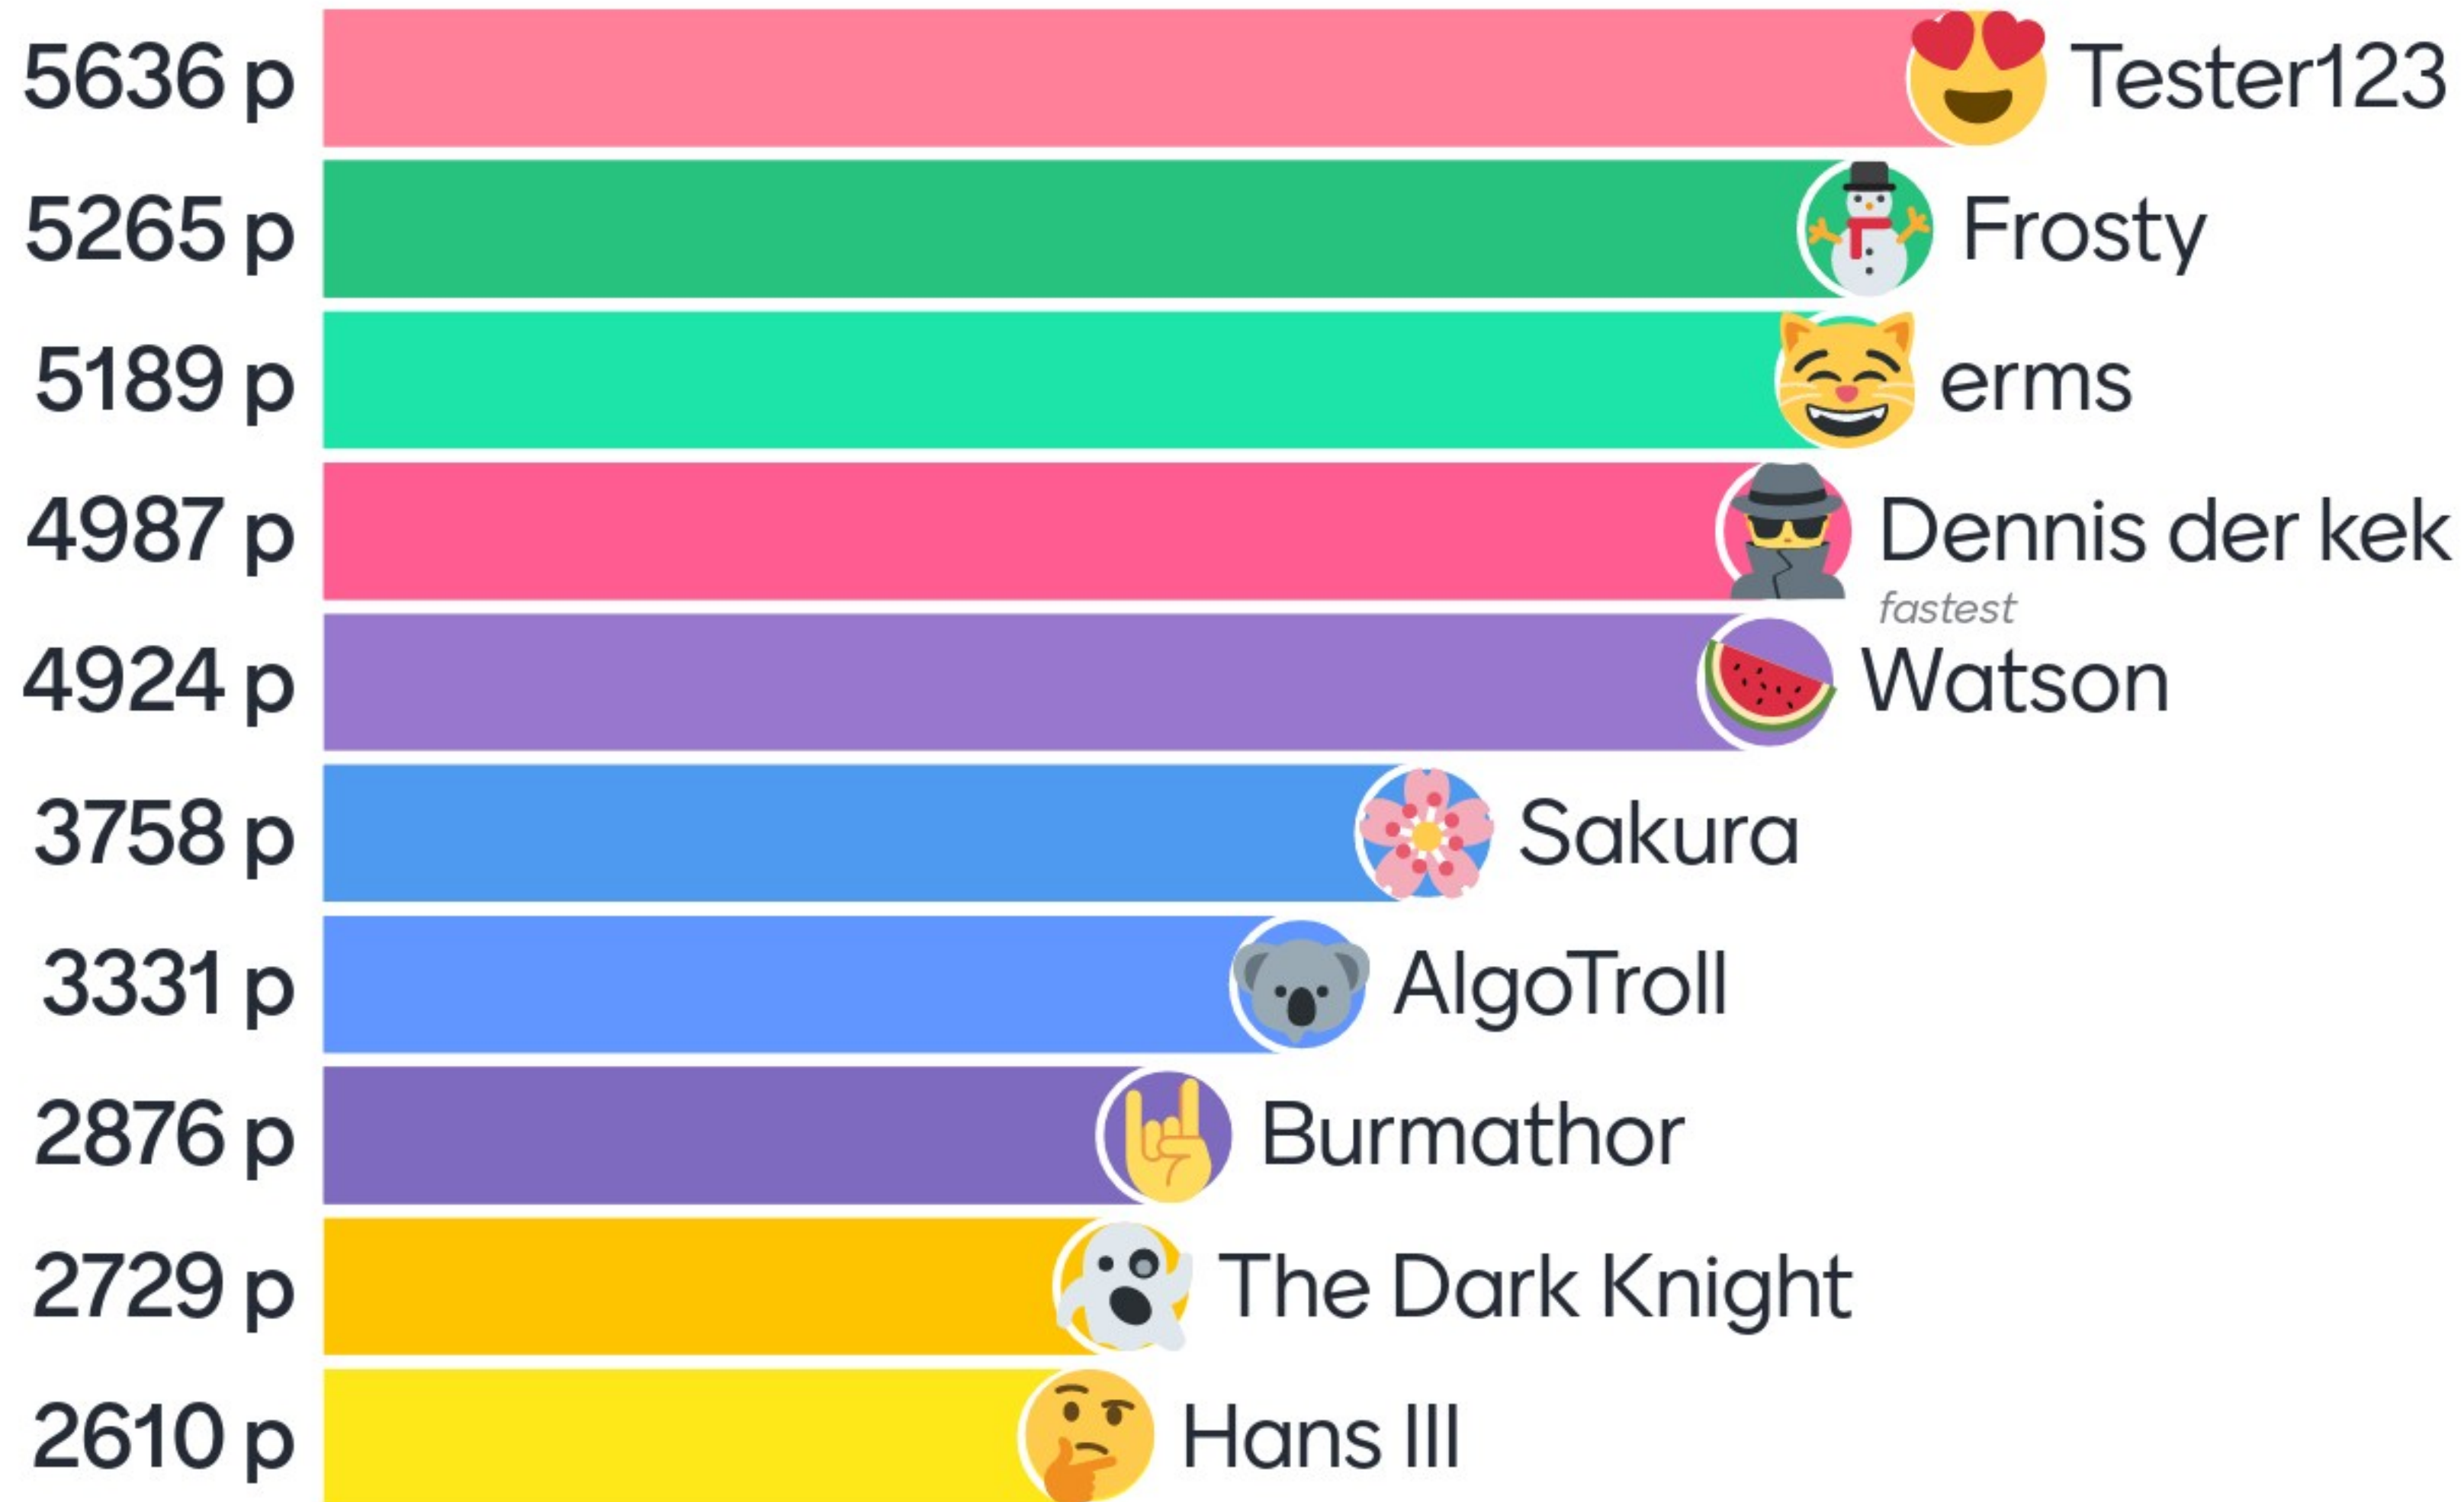 5636 p Tester123
5265 p Frosty
5189 p erms
4987 p Dennis der kek
fastest
4924 p Watson
3758 p Sakura
3331 p AlgoTroll
2876 p Burmathor
2729 p The Dark Knight
2610 p Hans III